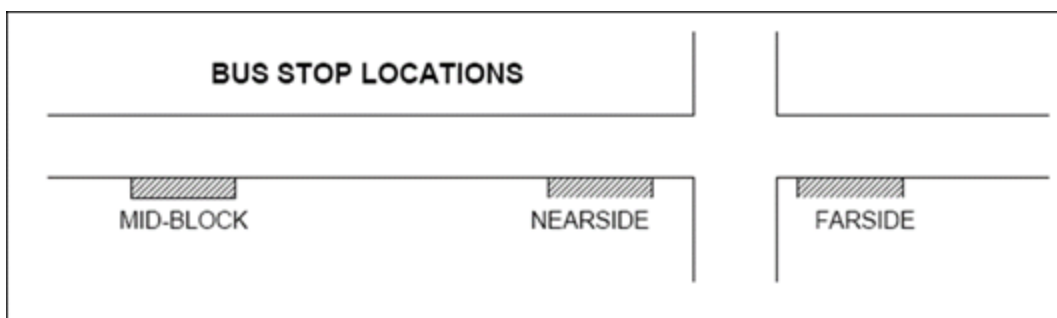 BUS STOP LOCATIONS
MID-BLOCK
NEARSIDE
FARSIDE